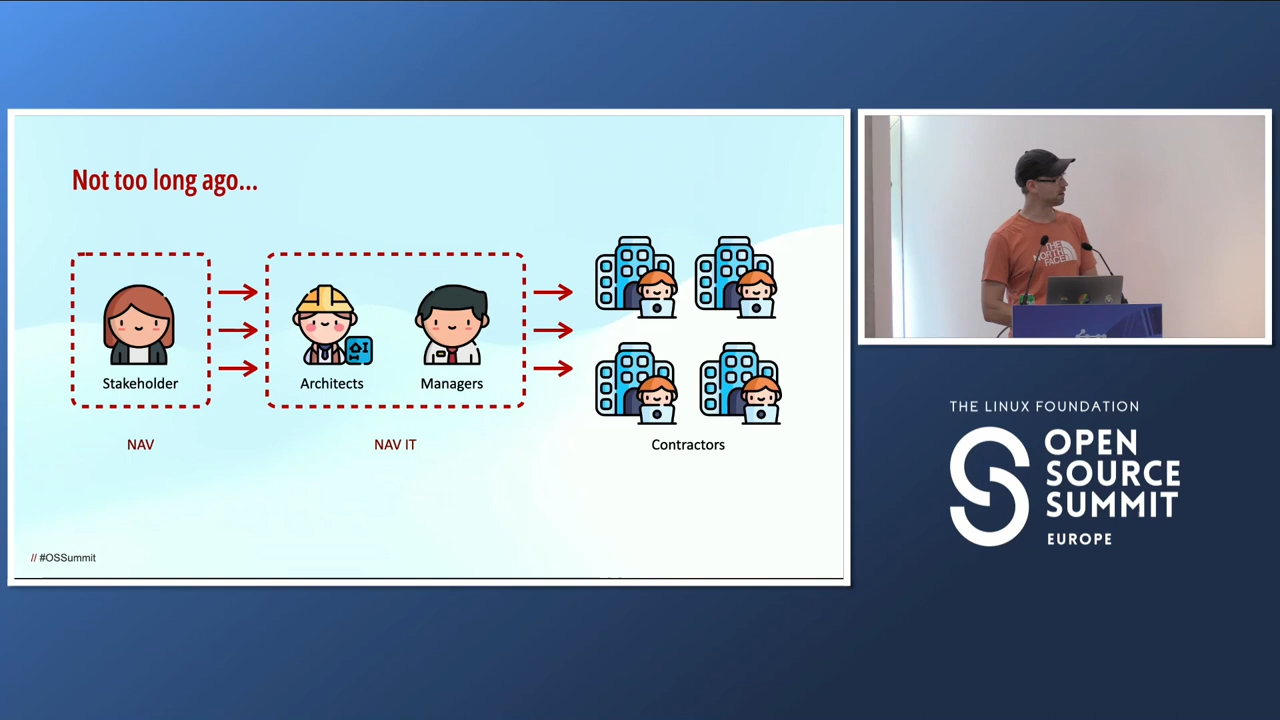 Not too long ago...
Stakeholder
Architects
Managers
NAV
NAV IT
Contractors
// #OSSummit
THE NORTH FACE
THE LINUX FOUNDATION
OPEN
SOURCE
SUMMIT
EUROPE